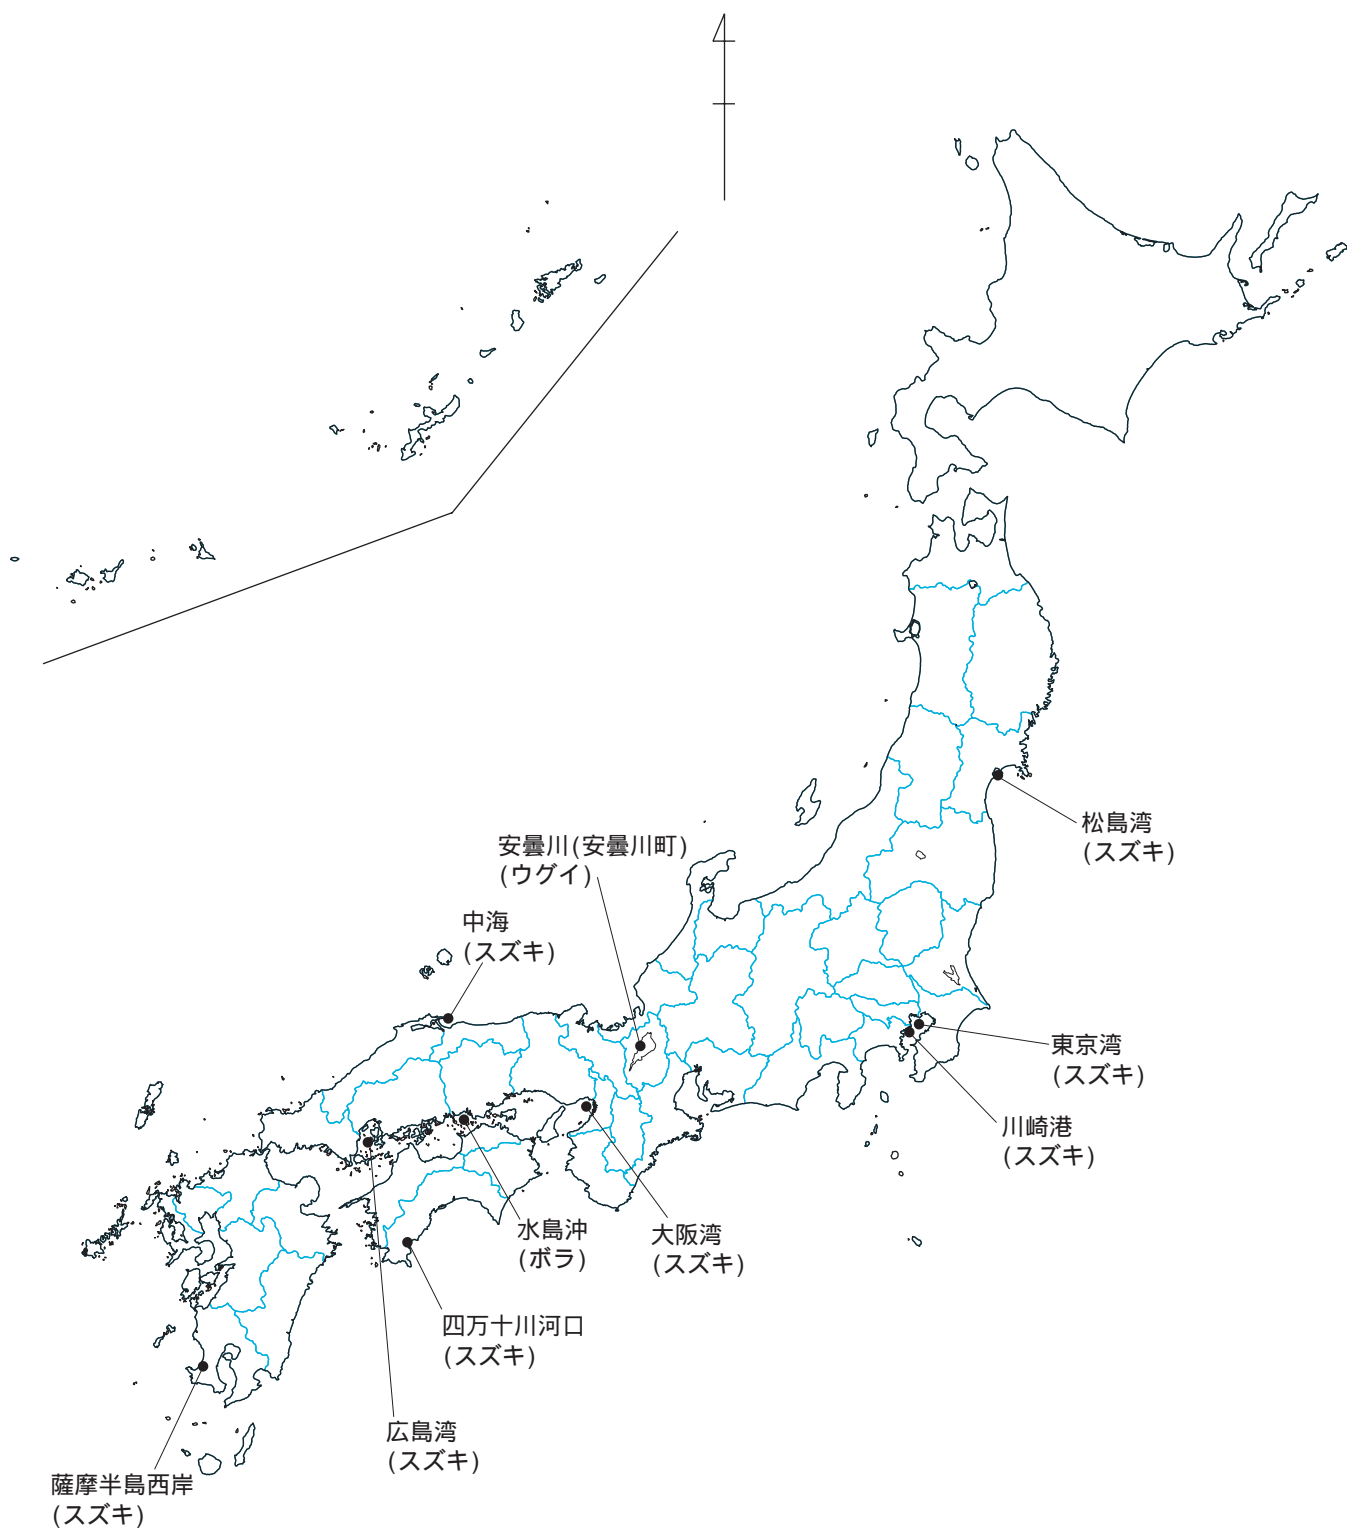 松島湾
(スズキ)
安曇川(安曇川町)
(ウグイ)
中海
(スズキ)
東京湾
(スズキ)
川崎港
(スズキ)
水島沖
(ボラ)
大阪湾
(スズキ)
四万十川河口
(スズキ)
広島湾
(スズキ)
薩摩半島西岸
(スズキ)